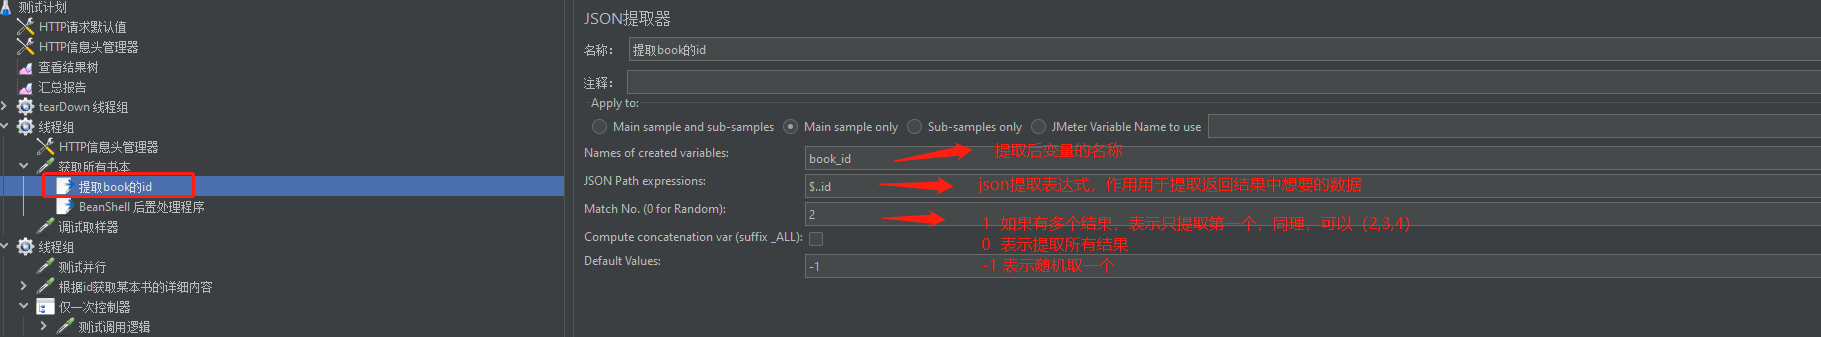 测试计划
HTTP请求默认值
HTTP信息头管理器
查看结果树
汇总报告
tearDown 线程组
线程组
HTTP信息头管理器
获取所有书本
提取book的id
BeanShell 后置处理程序
调试取样器
线程组
测试并行
根据id获取某本书的详细内容
仅一次控制器
测试调用逻辑
JSON提取器
名称： 提取book的id
注释：
Apply to:
Main sample and sub-samples Main sample only Sub-samples only JMeter Variable Name to use
Names of created variables: book_id 提取后变量的名称
JSON Path expressions: $..id json提取表达式，作用用于提取返回结果中想要的数据
Match No. (0 for Random): 2 1 如果有多个结果，表示只提取第一个，同理，可以（2,3,4）
Compute concatenation var (suffix _ALL): 0 表示提取所有结果
Default Values: -1 -1 表示随机取一个